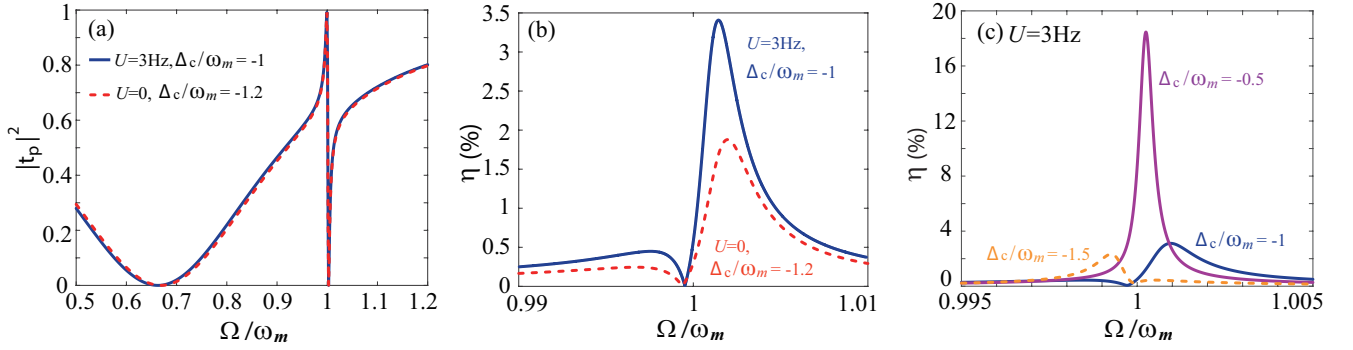 (a)
U=3Hz, Δc/ωm = -1
U=0, Δc/ωm = -1.2
|tp|²
1
0.8
0.6
0.4
0.2
0
0.5 0.6 0.7 0.8 0.9 1 1.1 1.2
Ω/ωm
(b)
U=3Hz,
Δc/ωm = -1
U=0,
Δc/ωm = -1.2
η (%)
3.5
3
2.5
2
1.5
1
0.5
0
0.99 1 1.01
Ω/ωm
(c) U=3Hz
Δc/ωm = -0.5
Δc/ωm = -1
Δc/ωm = -1.5
η (%)
20
16
12
8
4
0
0.995 1 1.005
Ω/ωm